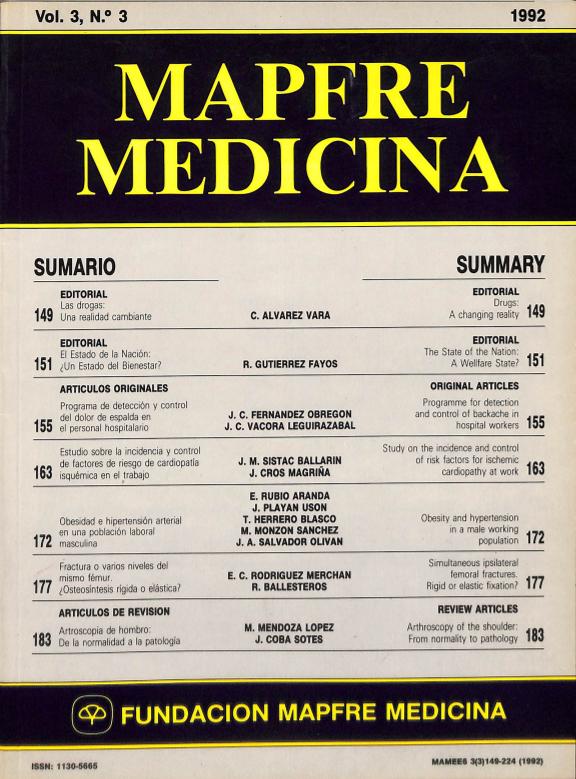 Vol. 3, N.º 3
1992
MAPFRE
MEDICINA
SUMARIO
SUMMARY
EDITORIAL
149 Las drogas:
Una realidad cambiante
C. ALVAREZ VARA
EDITORIAL
Drugs:
A changing reality 149
EDITORIAL
151 El Estado de la Nación:
¿Un Estado del Bienestar?
R. GUTIERREZ FAYOS
EDITORIAL
The State of the Nation:
A Wellfare State? 151
ARTICULOS ORIGINALES
Programa de detección y control
del dolor de espalda en
155 el personal hospitalario
J. C. FERNANDEZ OBREGON
J. C. VACORA LEGUIRAZABAL
ORIGINAL ARTICLES
Programme for detection
and control of backache in
hospital workers 155
Estudio sobre la incidencia y control
de factores de riesgo de cardiopatía
163 isquémica en el trabajo
J. M. SISTAC BALLARIN
J. CROS MAGRIÑA
Study on the incidence and control
of risk factors for ischemic
cardiopathy at work 163
Obesidad e hipertensión arterial
en una población laboral
172 masculina
E. RUBIO ARANDA
J. PLAYAN USON
T. HERRERO BLASCO
M. MONZON SANCHEZ
J. A. SALVADOR OLIVAN
Obesity and hypertension
in a male working
population 172
Fractura o varios niveles del
mismo fémur.
177 ¿Osteosíntesis rígida o elástica?
E. C. RODRIGUEZ MERCHAN
R. BALLESTEROS
Simultaneous ipsilateral
femoral fractures.
Rigid or elastic fixation? 177
ARTICULOS DE REVISION
Artroscopia de hombro:
183 De la normalidad a la patología
M. MENDOZA LOPEZ
J. COBA SOTES
REVIEW ARTICLES
Arthroscopy of the shoulder:
From normality to pathology 183
FUNDACION MAPFRE MEDICINA
ISSN: 1130-5665
MAMEE6 3(3)149-224 (1992)